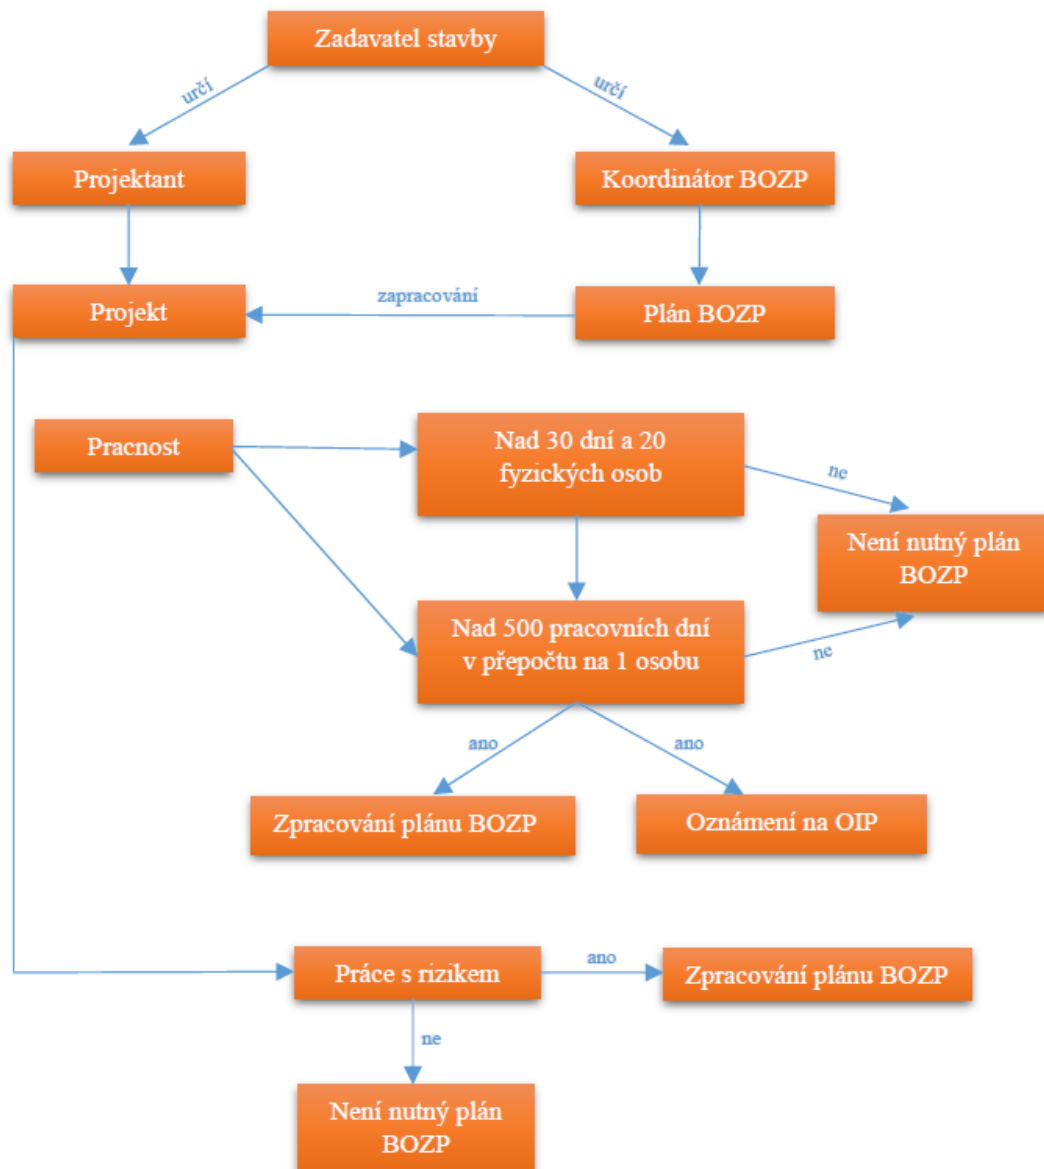 Zadavatel stavby
určí
určí
Projektant
Koordinátor BOZP
Projekt
zapracování
Plán BOZP
Pracnost
Nad 30 dní a 20
fyzických osob
ne
Není nutný plán
BOZP
Nad 500 pracovních dní
v přepočtu na 1 osobu
ne
ano
ano
Zpracování plánu BOZP
Oznámení na OIP
Práce s rizikem
ano
Zpracování plánu BOZP
ne
Není nutný plán
BOZP